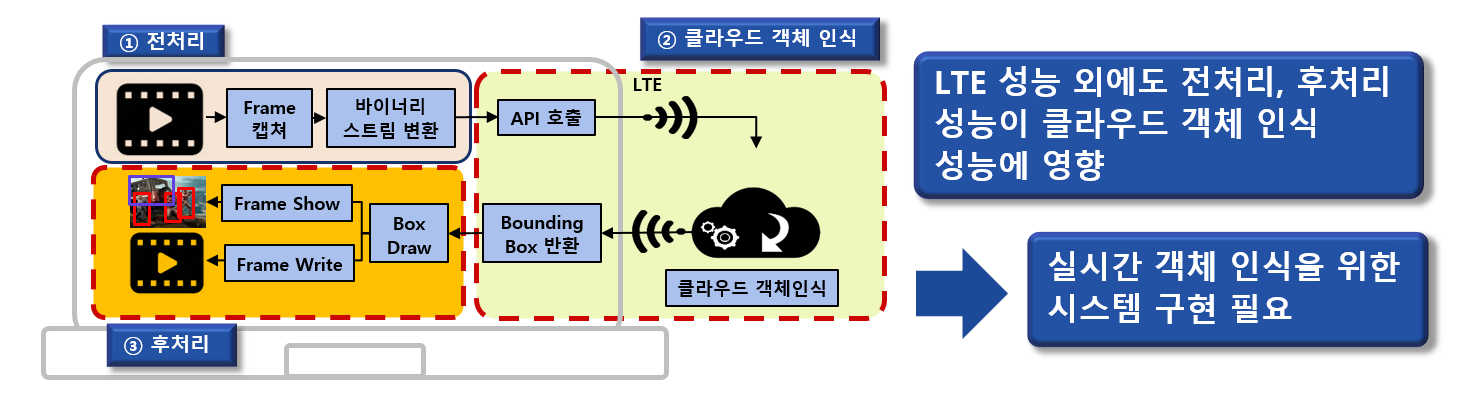 ① 전처리
Frame
캡쳐
바이너리
스트림 변환
② 클라우드 객체 인식
LTE
API 호출
Bounding
Box 반환
클라우드 객체인식
Box
Draw
Frame Show
Frame Write
③ 후처리
LTE 성능 외에도 전처리, 후처리
성능이 클라우드 객체 인식
성능에 영향
실시간 객체 인식을 위한
시스템 구현 필요